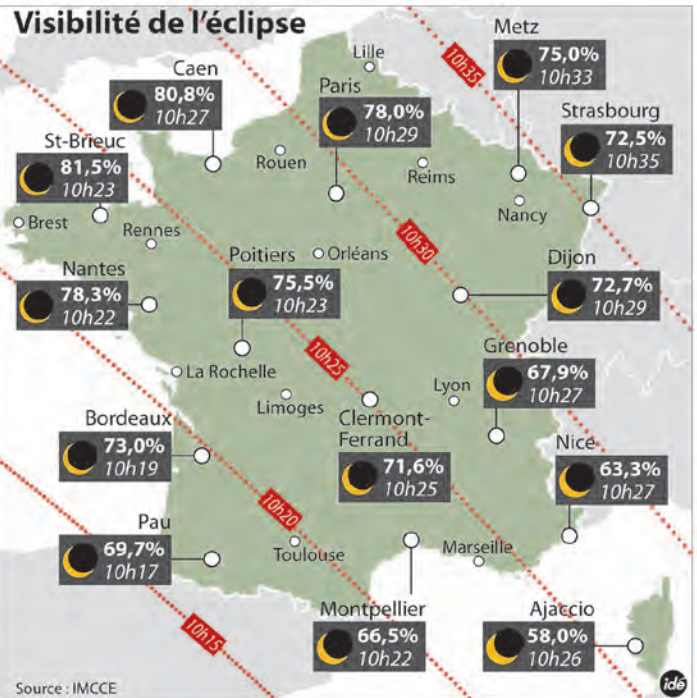 Visibilité de l'éclipse
Lille
Metz
75,0%
10h33
10h35
Caen
80,8%
10h27
Paris
78,0%
10h29
Strasbourg
72,5%
10h35
St-Brieuc
81,5%
10h23
Rouen
Reims
Nancy
Brest
Rennes
Orléans
10h30
Nantes
78,3%
10h22
Poitiers
75,5%
10h23
Dijon
72,7%
10h29
La Rochelle
10h25
Grenoble
67,9%
10h27
Limoges
Lyon
Bordeaux
73,0%
10h19
Clermont-
Ferrand
71,6%
10h25
Nice
63,3%
10h27
10h20
Pau
69,7%
10h17
Toulouse
Marseille
Montpellier
66,5%
10h22
Ajaccio
58,0%
10h26
10h15
Source : IMCCE
idé